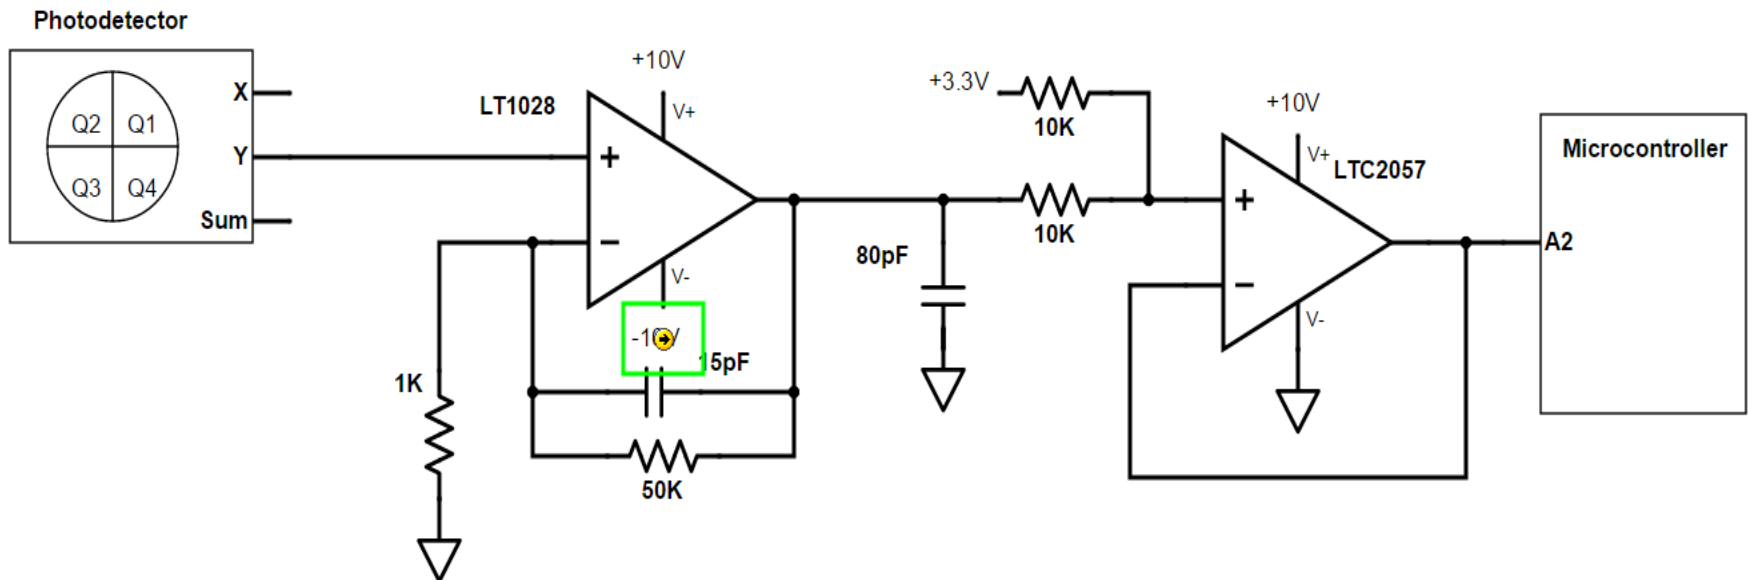 Photodetector
Q2
Q1
Q3
Q4
X
Y
Sum
LT1028
+10V
V+
V-
15pF
1K
50K
+3.3V
10K
10K
80pF
+10V
V+
LTC2057
V-
Microcontroller
A2